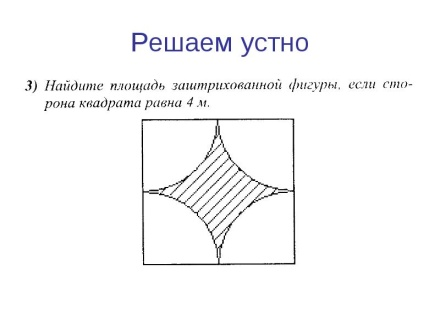 Решаем устно
3) Найдите площадь заштрихованной фигуры, если сто-
рона квадрата равна 4 м.